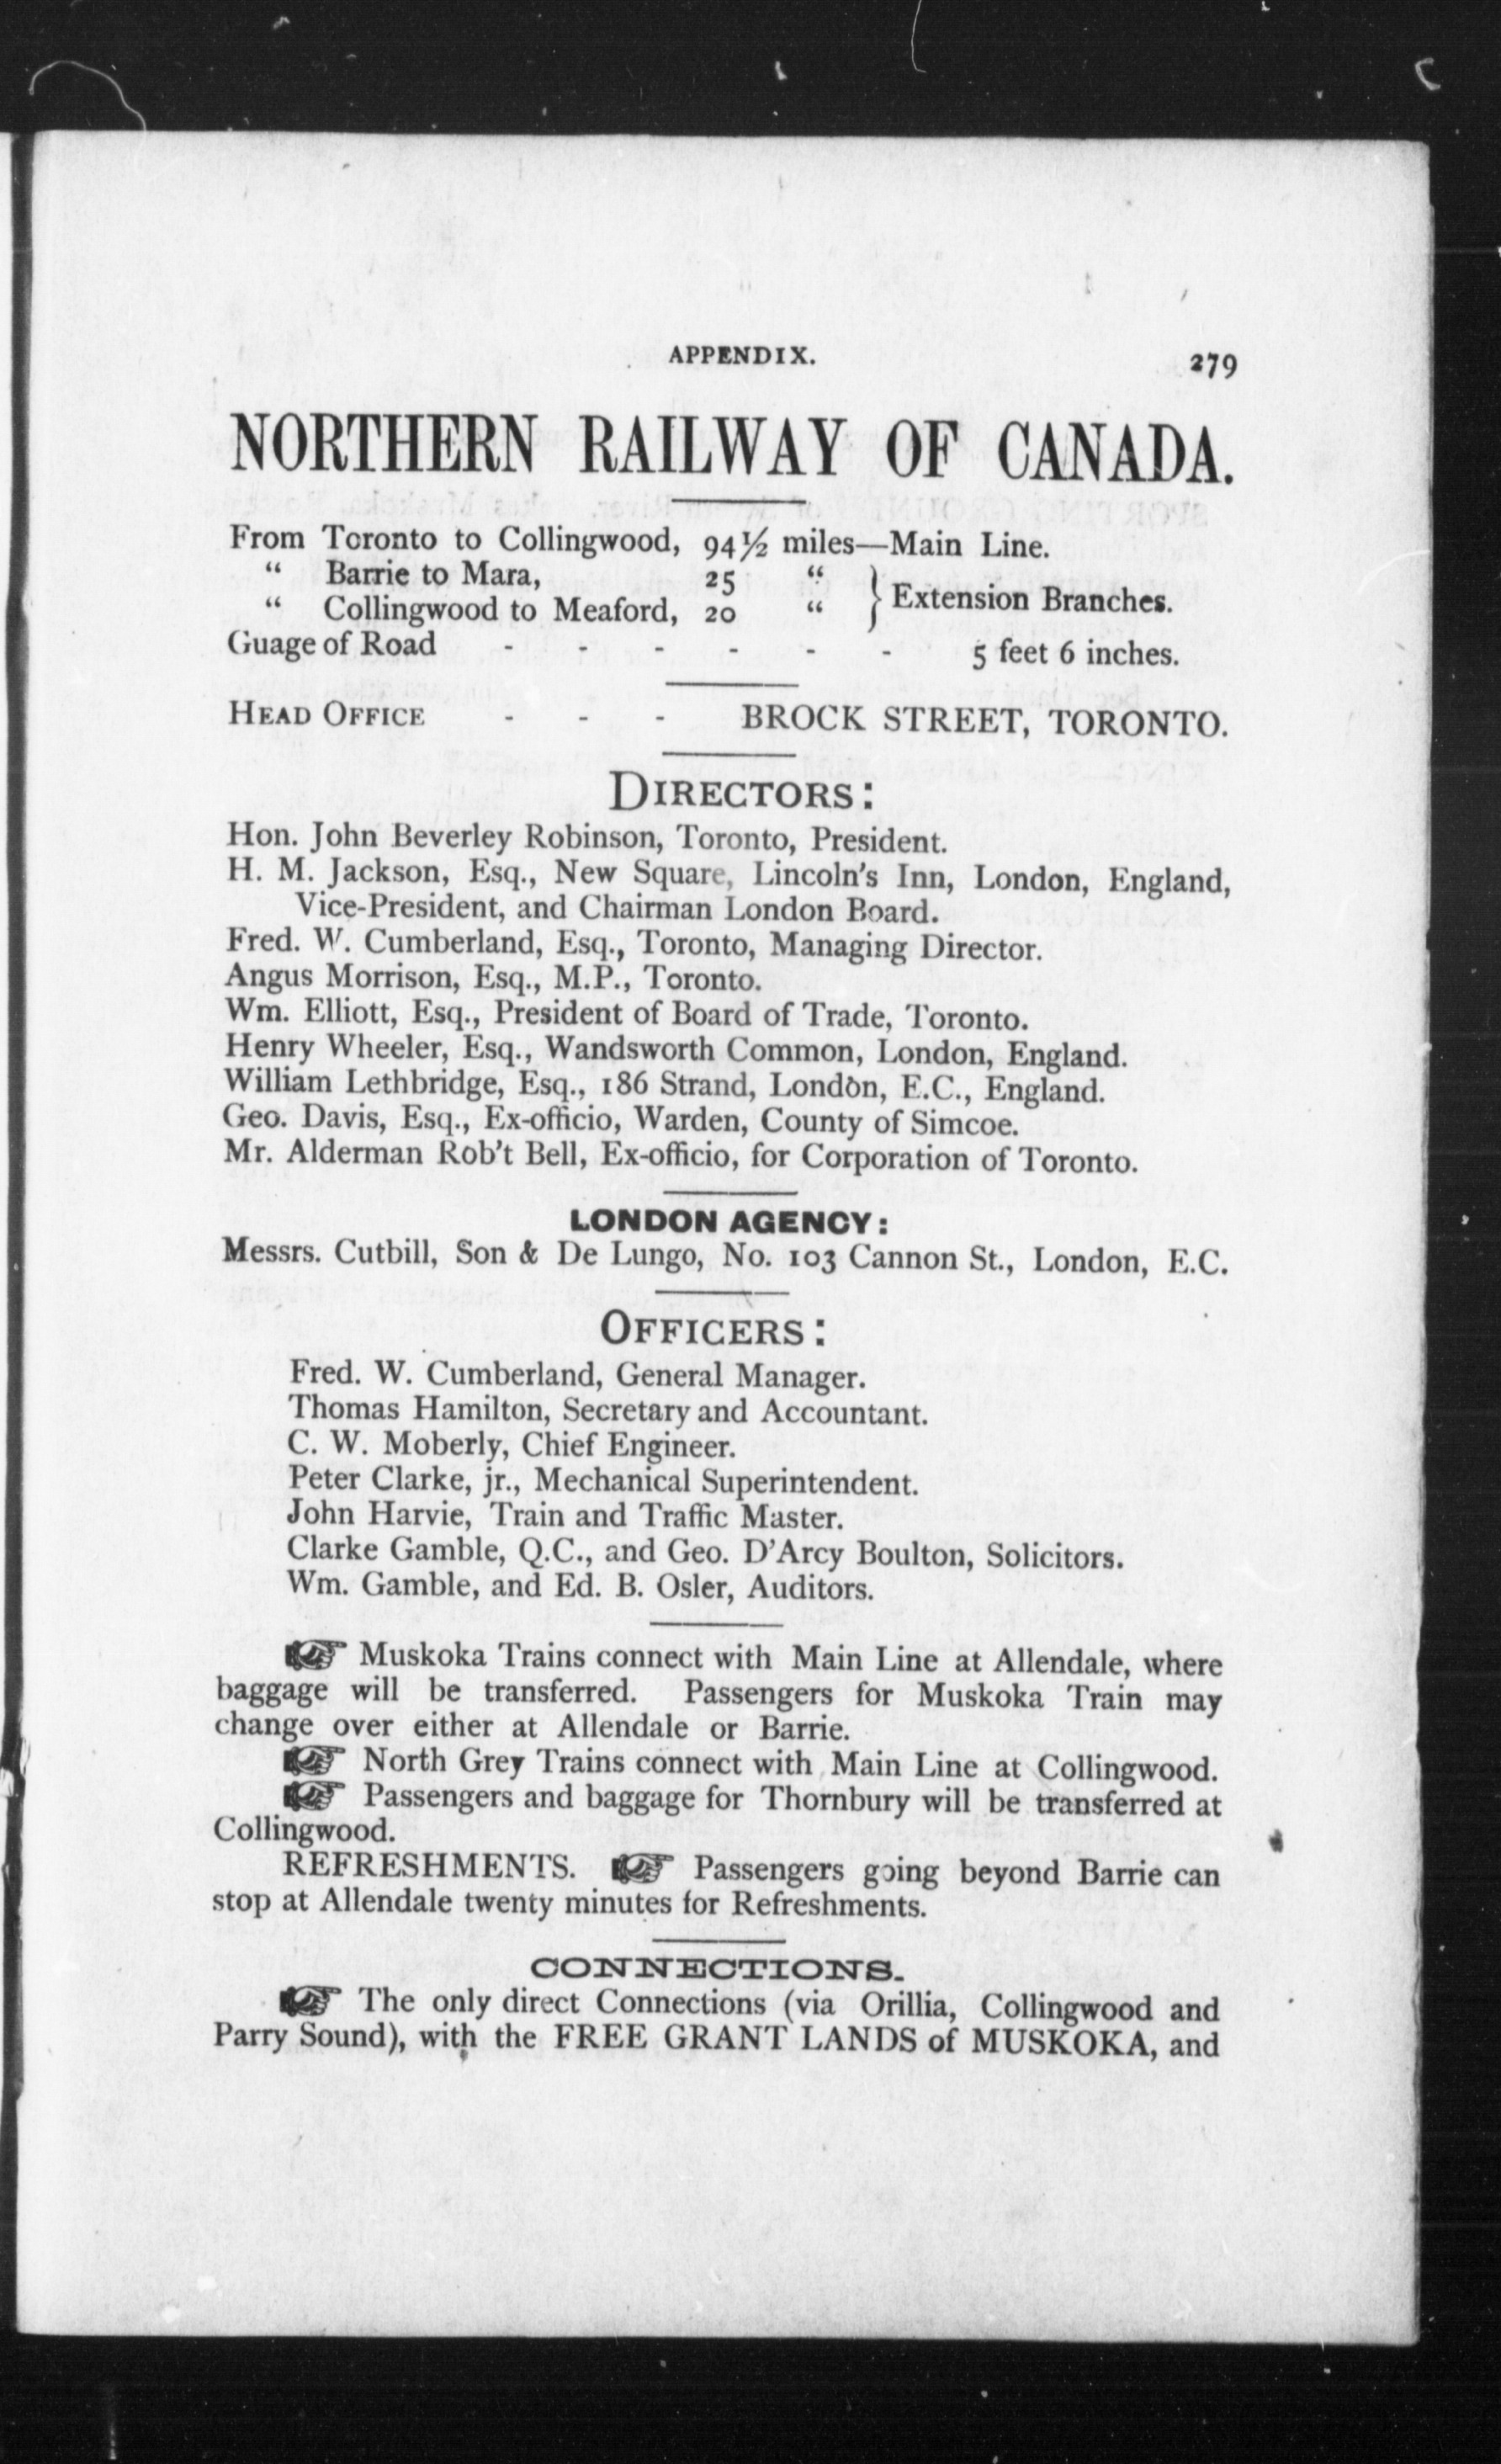 APPENDIX. 279
NORTHERN RAILWAY OF CANADA.
From Toronto to Collingwood, 94½ miles—Main Line.
“ Barrie to Mara, 25 “ } Extension Branches.
“ Collingwood to Meaford, 20 “
Guage of Road - - - - - - 5 feet 6 inches.
HEAD OFFICE - - - BROCK STREET, TORONTO.
DIRECTORS:
Hon. John Beverley Robinson, Toronto, President.
H. M. Jackson, Esq., New Square, Lincoln's Inn, London, England,
Vice-President, and Chairman London Board.
Fred. W. Cumberland, Esq., Toronto, Managing Director.
Angus Morrison, Esq., M.P., Toronto.
Wm. Elliott, Esq., President of Board of Trade, Toronto.
Henry Wheeler, Esq., Wandsworth Common, London, England.
William Lethbridge, Esq., 186 Strand, London, E.C., England.
Geo. Davis, Esq., Ex-officio, Warden, County of Simcoe.
Mr. Alderman Rob't Bell, Ex-officio, for Corporation of Toronto.
LONDON AGENCY:
Messrs. Cutbill, Son & De Lungo, No. 103 Cannon St., London, E.C.
OFFICERS:
Fred. W. Cumberland, General Manager.
Thomas Hamilton, Secretary and Accountant.
C. W. Moberly, Chief Engineer.
Peter Clarke, jr., Mechanical Superintendent.
John Harvie, Train and Traffic Master.
Clarke Gamble, Q.C., and Geo. D'Arcy Boulton, Solicitors.
Wm. Gamble, and Ed. B. Osler, Auditors.
☞ Muskoka Trains connect with Main Line at Allendale, where
baggage will be transferred. Passengers for Muskoka Train may
change over either at Allendale or Barrie.
☞ North Grey Trains connect with Main Line at Collingwood.
☞ Passengers and baggage for Thornbury will be transferred at
Collingwood.
REFRESHMENTS. ☞ Passengers going beyond Barrie can
stop at Allendale twenty minutes for Refreshments.
CONNECTIONS.
☞ The only direct Connections (via Orillia, Collingwood and
Parry Sound), with the FREE GRANT LANDS of MUSKOKA, and